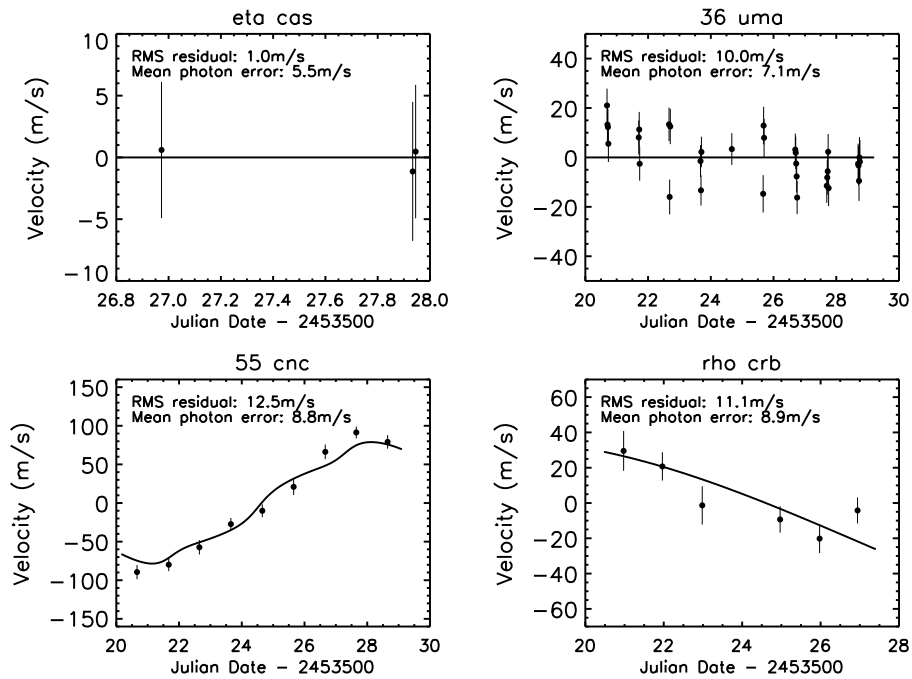 eta cas
RMS residual: 1.0m/s
Mean photon error: 5.5m/s
Velocity (m/s)
10
5
0
−5
−10
26.8 27.0 27.2 27.4 27.6 27.8 28.0
Julian Date − 2453500
36 uma
RMS residual: 10.0m/s
Mean photon error: 7.1m/s
Velocity (m/s)
40
20
0
−20
−40
20 22 24 26 28 30
Julian Date − 2453500
55 cnc
RMS residual: 12.5m/s
Mean photon error: 8.8m/s
Velocity (m/s)
150
100
50
0
−50
−100
−150
20 22 24 26 28 30
Julian Date − 2453500
rho crb
RMS residual: 11.1m/s
Mean photon error: 8.9m/s
Velocity (m/s)
60
40
20
0
−20
−40
−60
20 22 24 26 28
Julian Date − 2453500